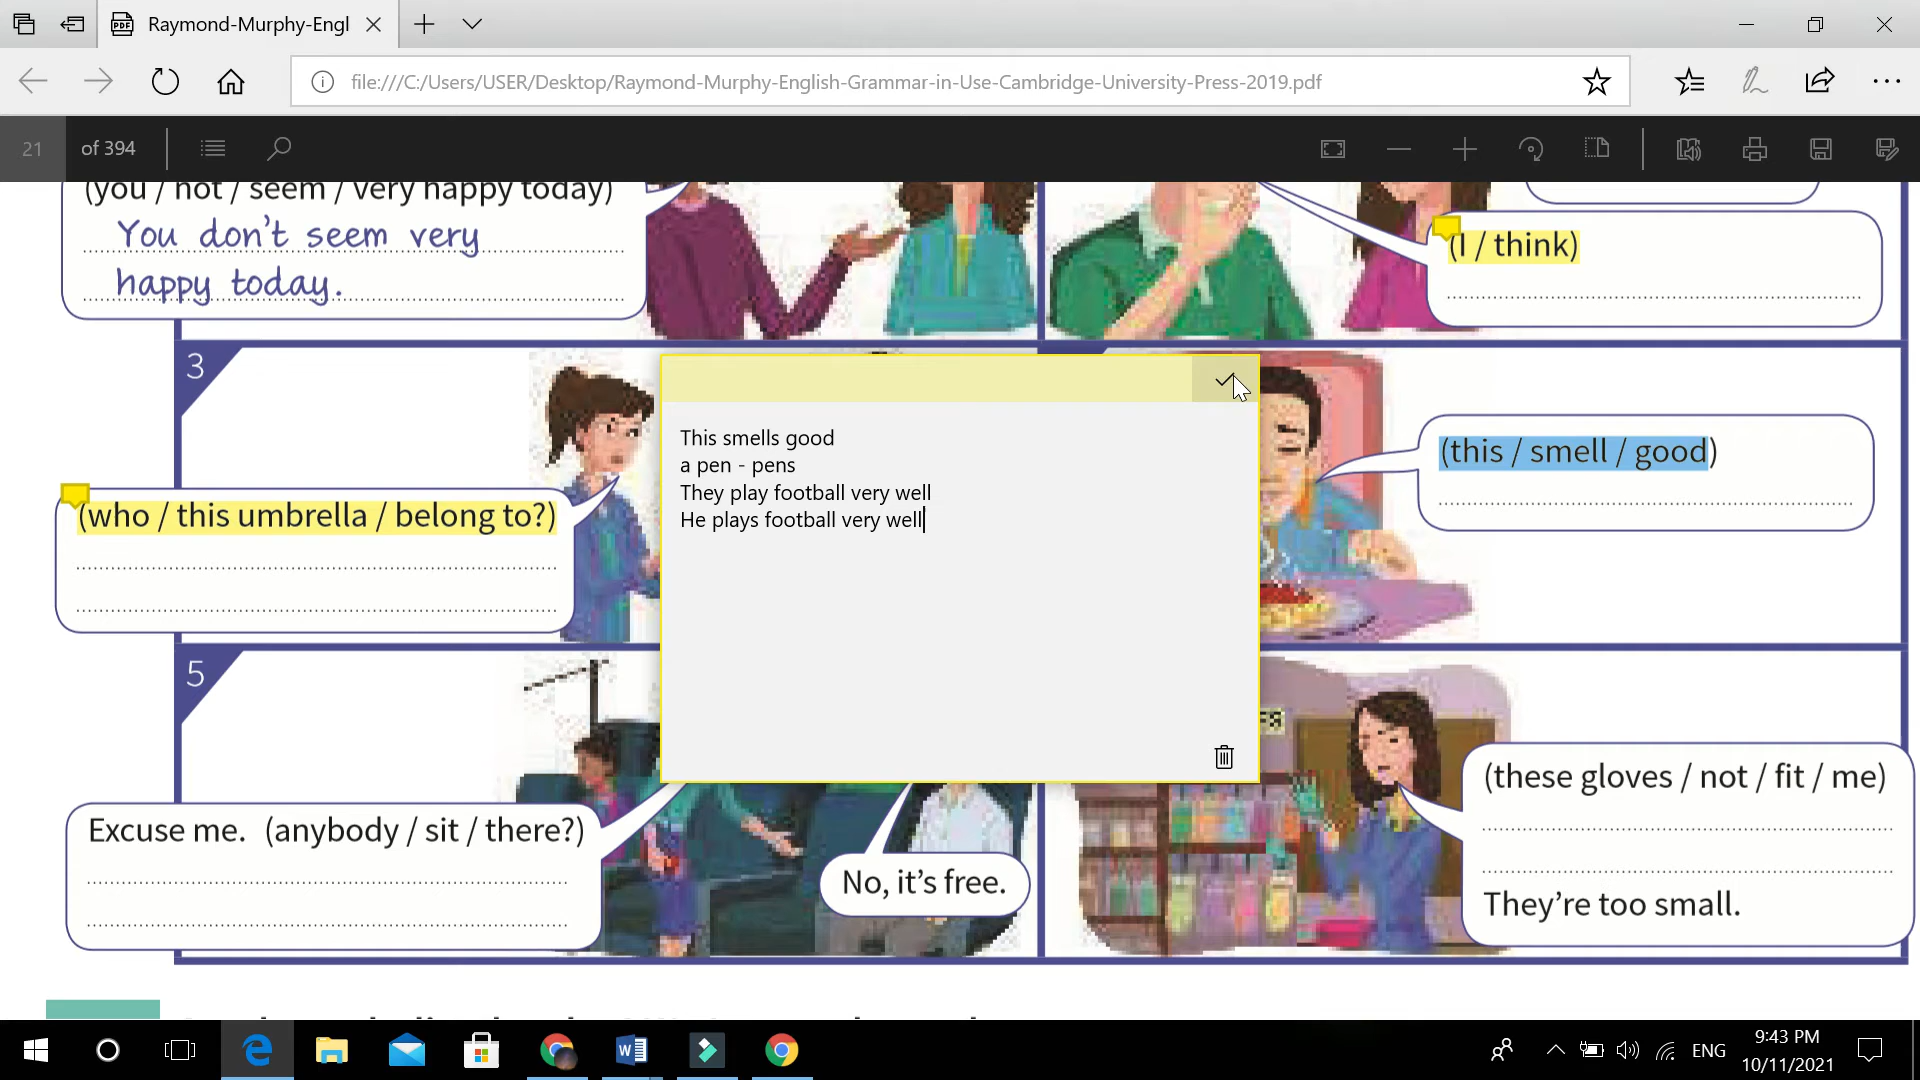 Raymond-Murphy-Engl
file:///C:/Users/USER/Desktop/Raymond-Murphy-English-Grammar-in-Use-Cambridge-University-Press-2019.pdf
21 of 394
(you / not / seem / very happy today)
You don't seem very
happy today.
(I / think)
3
This smells good
a pen - pens
They play football very well
He plays football very well
(this / smell / good)
(who / this umbrella / belong to?)
5
(these gloves / not / fit / me)
Excuse me. (anybody / sit / there?)
No, it's free.
They're too small.
ENG
9:43 PM
10/11/2021